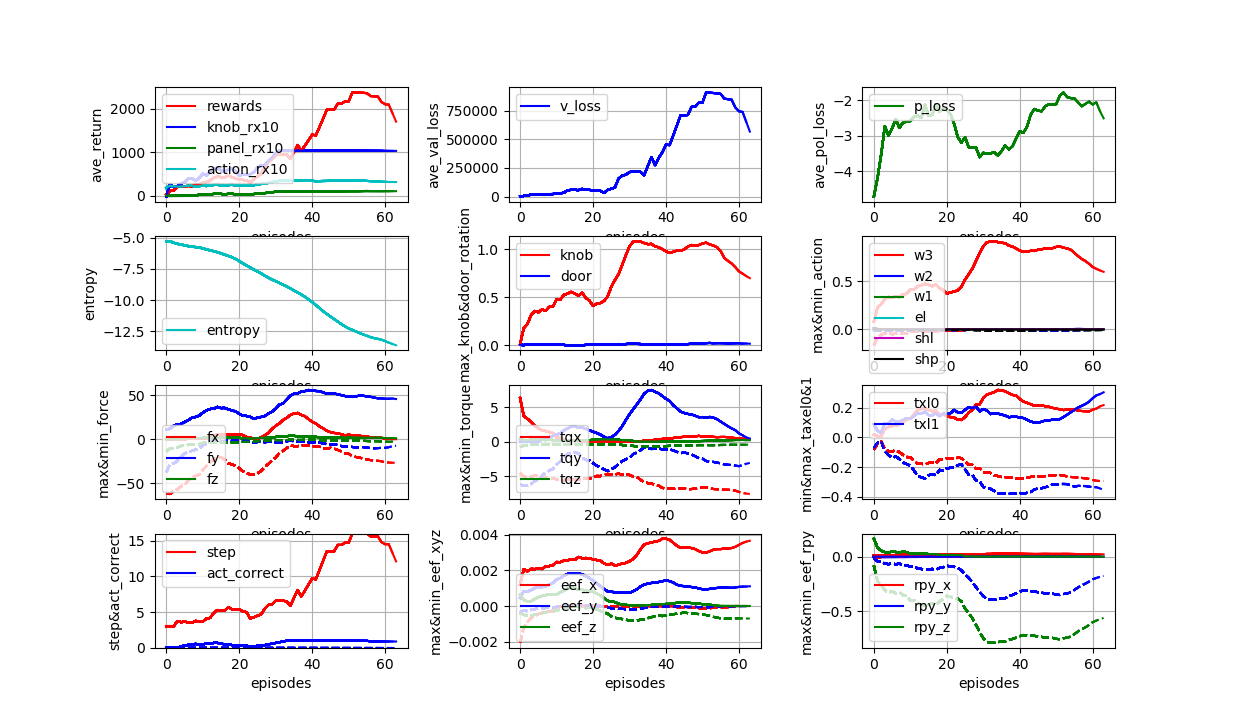 ave_return
2000
1000
0
0
20
40
60
episodes
rewards
knob_rx10
panel_rx10
action_rx10
ave_val_loss
750000
500000
250000
0
0
20
40
60
v_loss
ave_pol_loss
−2
−3
−4
0
20
40
60
p_loss
entropy
−5.0
−7.5
−10.0
−12.5
episodes
entropy
max_knob&door_rotation
1.0
0.5
0.0
0
20
40
60
episodes
knob
door
max&min_action
0.5
0.0
0
20
40
60
episodes
w3
w2
w1
el
shl
shp
max&min_force
50
0
−50
0
20
40
60
episodes
fx
fy
fz
max&min_torque
5
0
−5
0
20
40
60
episodes
tqx
tqy
tqz
min&max_taxel0&1
0.2
0.0
−0.2
−0.4
0
20
40
60
episodes
txl0
txl1
step&act_correct
15
10
5
0
0
20
40
60
episodes
step
act_correct
max&min_eef_xyz
0.004
0.002
0.000
−0.002
0
20
40
60
episodes
eef_x
eef_y
eef_z
max&min_eef_rpy
0.0
−0.5
0
20
40
60
episodes
rpy_x
rpy_y
rpy_z